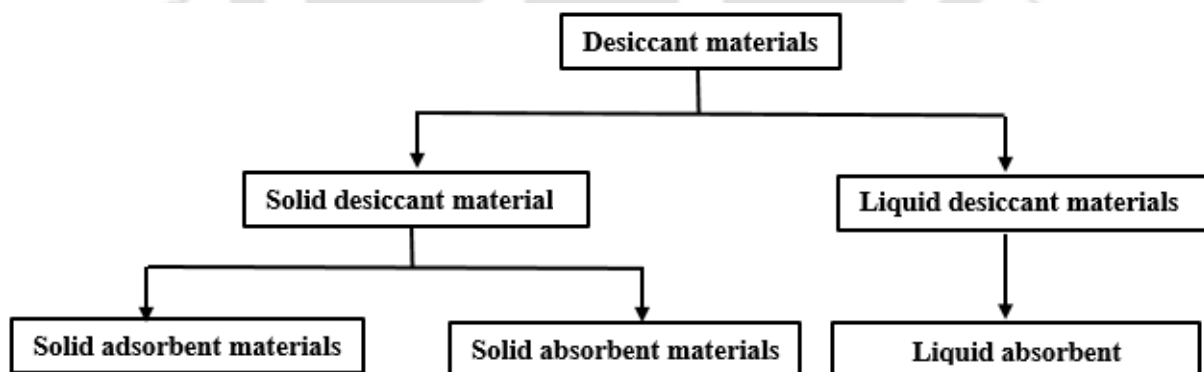 Desiccant materials
Solid desiccant material
Liquid desiccant materials
Solid adsorbent materials
Solid absorbent materials
Liquid absorbent